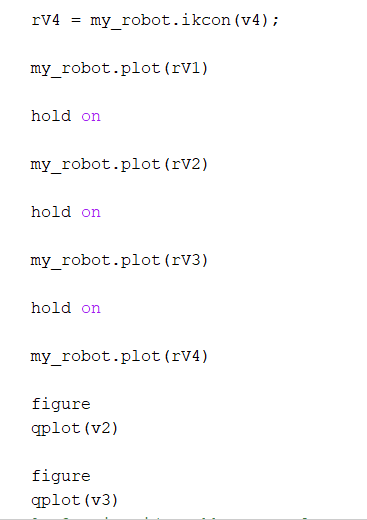 rV4 = my_robot.ikcon(v4);
my_robot.plot(rV1)
hold on
my_robot.plot(rV2)
hold on
my_robot.plot(rV3)
hold on
my_robot.plot(rV4)
figure
qplot(v2)
figure
qplot(v3)